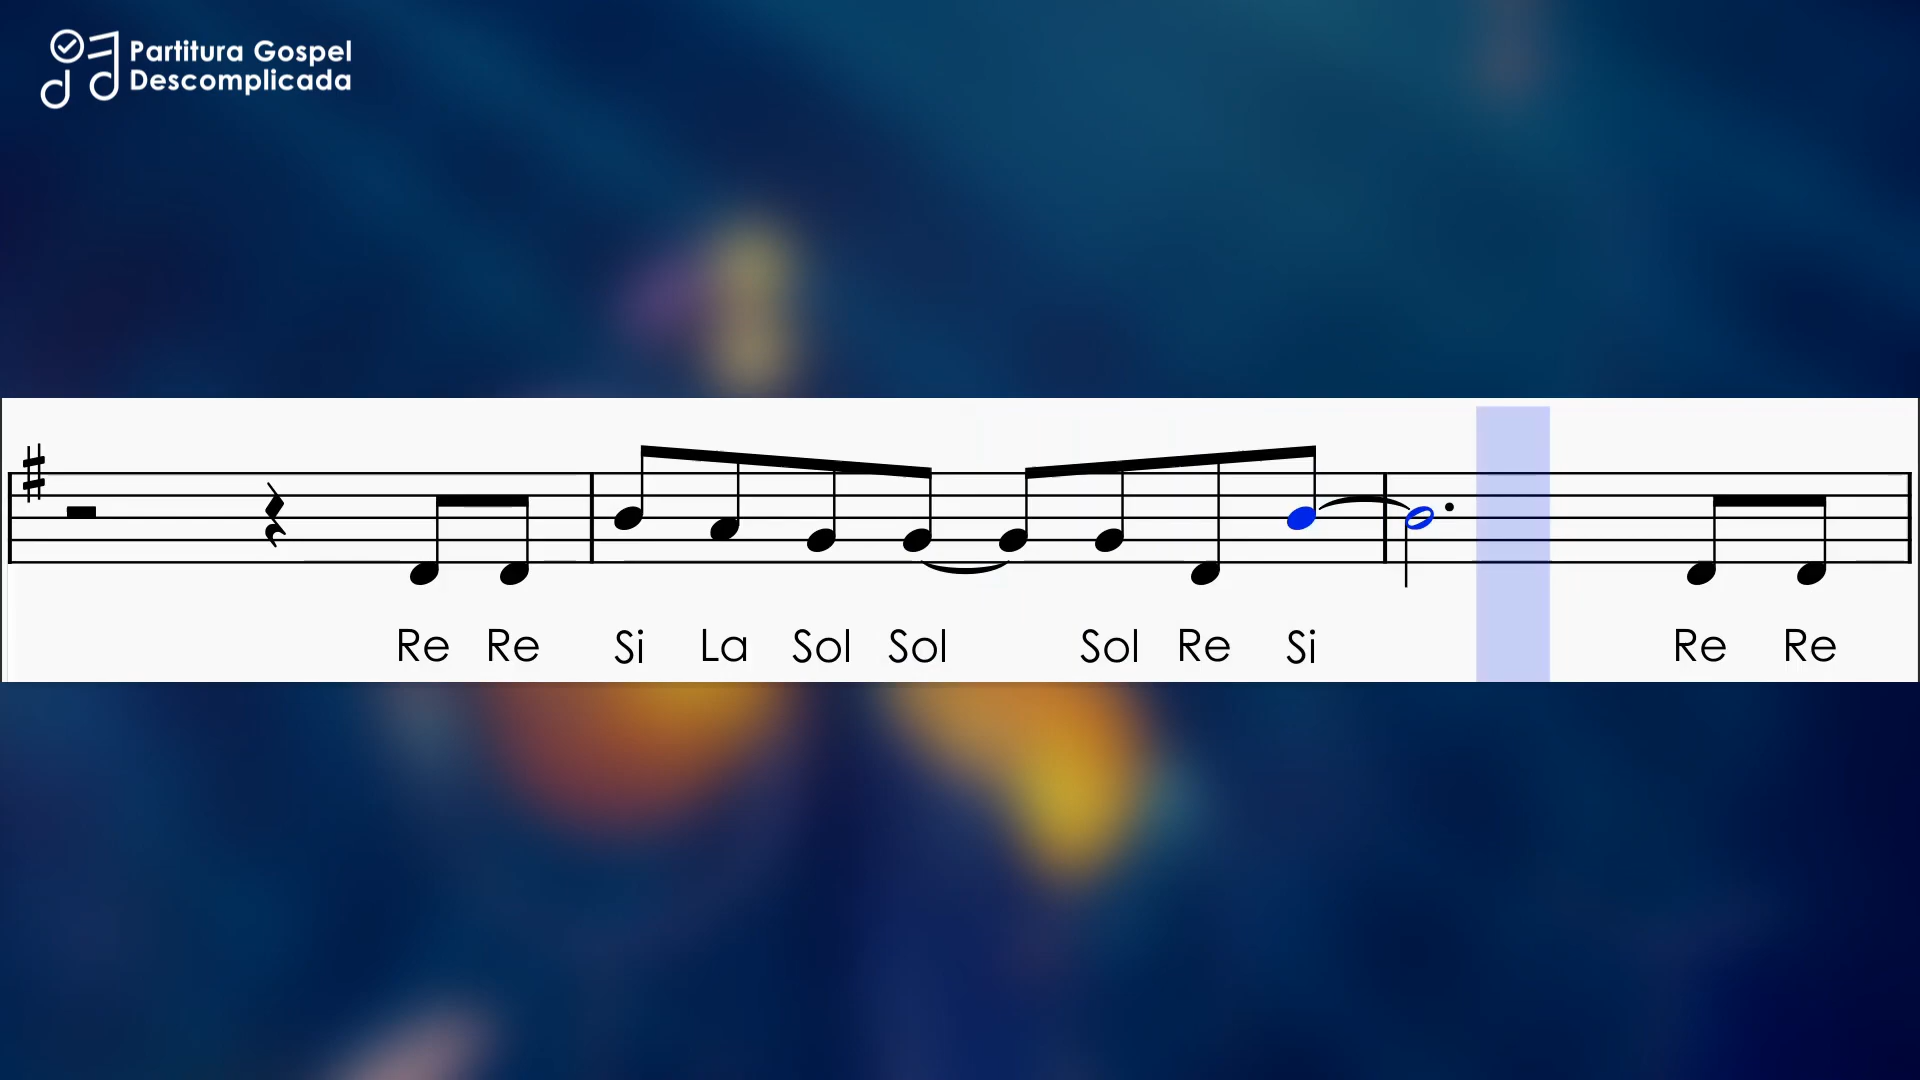 Partitura Gospel
Descomplicada
Re Re Si La Sol Sol Sol Re Si Re Re